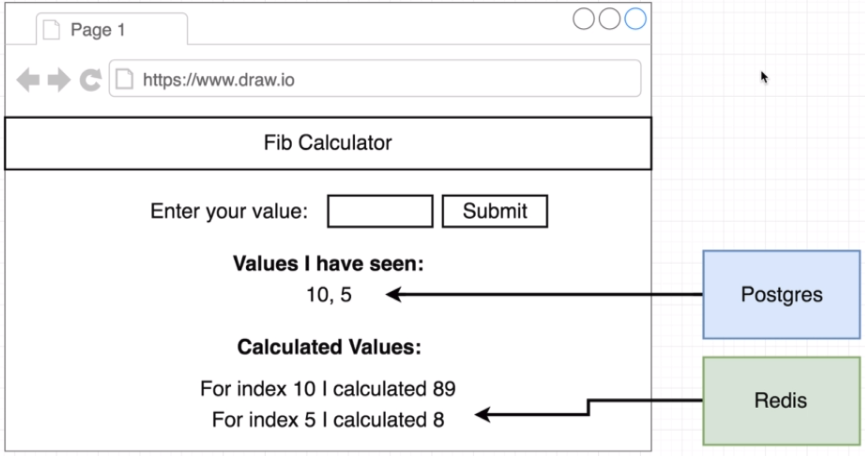 Page 1
https://www.draw.io
Fib Calculator
Enter your value: Submit
Values I have seen:
10, 5
Postgres
Calculated Values:
For index 10 I calculated 89
For index 5 I calculated 8
Redis